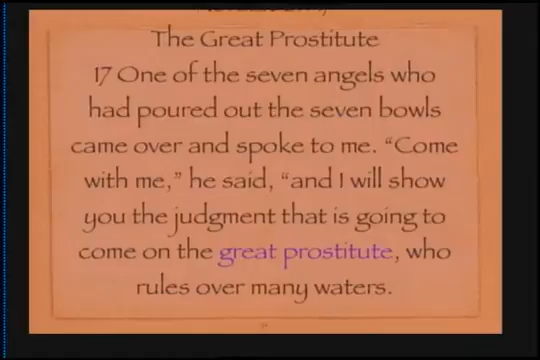 The Great Prostitute
17 One of the seven angels who
had poured out the seven bowls
came over and spoke to me. “Come
with me,” he said, “and I will show
you the judgment that is going to
come on the great prostitute, who
rules over many waters.